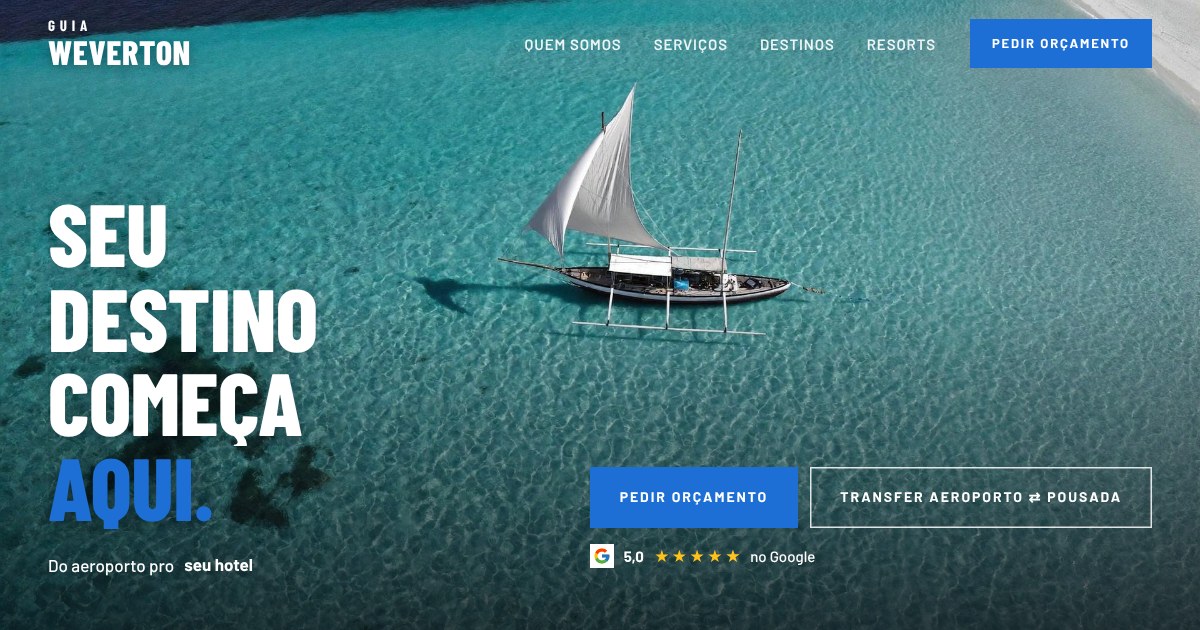 GUIA
WEVERTON
QUEM SOMOS
SERVIÇOS
DESTINOS
RESORTS
PEDIR ORÇAMENTO
SEU
DESTINO
COMEÇA
AQUI.
Do aeroporto pro seu hotel
PEDIR ORÇAMENTO
TRANSFER AEROPORTO ⇄ POUSADA
5,0 ★★★★★ no Google